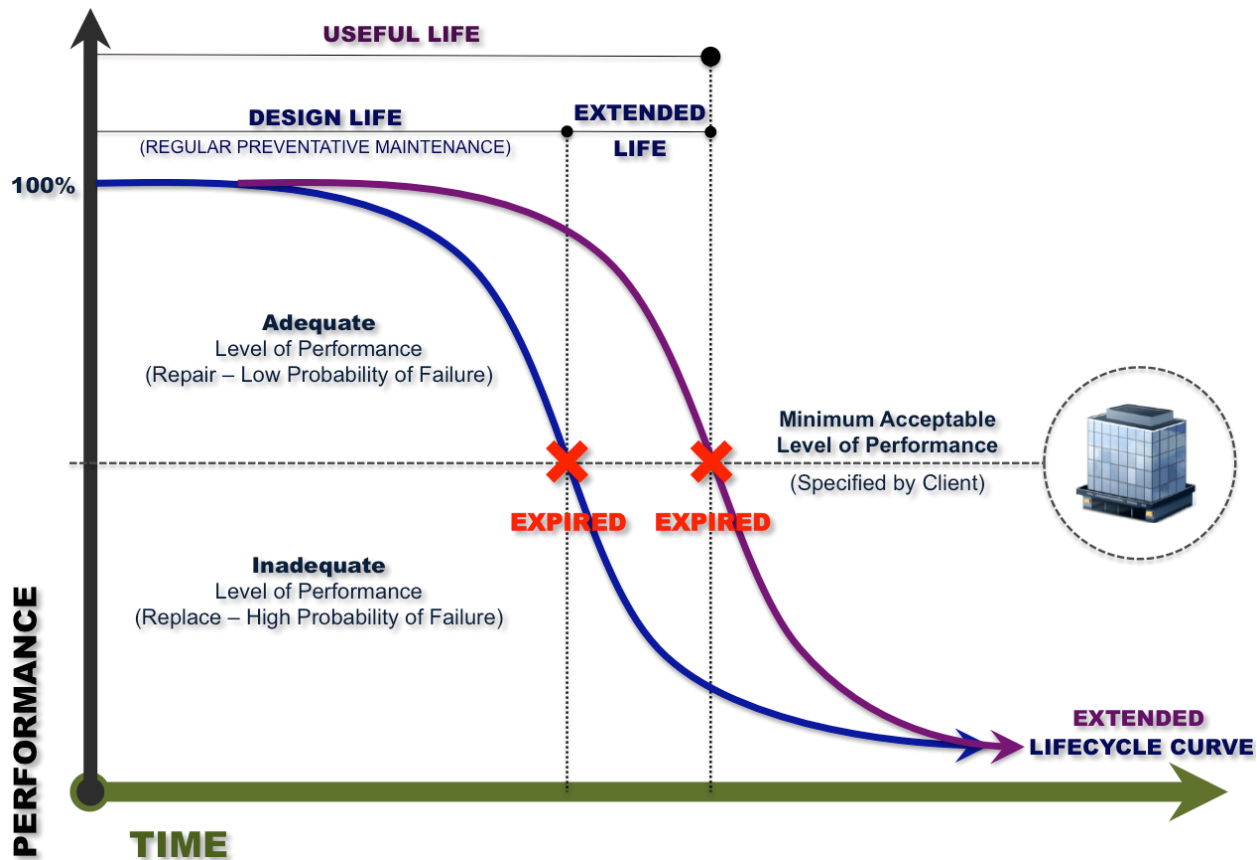 USEFUL LIFE
DESIGN LIFE
(REGULAR PREVENTATIVE MAINTENANCE)
EXTENDED
LIFE
100%
Adequate
Level of Performance
(Repair – Low Probability of Failure)
Minimum Acceptable
Level of Performance
(Specified by Client)
EXPIRED
EXPIRED
Inadequate
Level of Performance
(Replace – High Probability of Failure)
EXTENDED
LIFECYCLE CURVE
PERFORMANCE
TIME